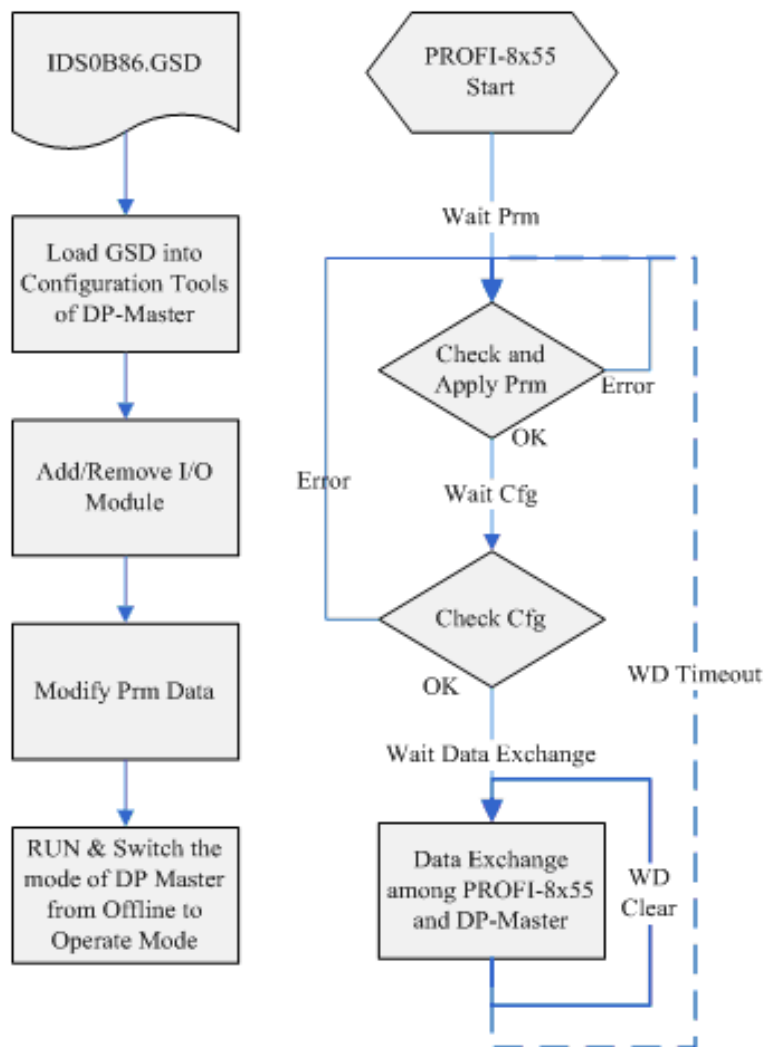 IDS0B86.GSD
Load GSD into
Configuration Tools
of DP-Master
Add/Remove I/O
Module
Modify Prm Data
RUN & Switch the
mode of DP Master
from Offline to
Operate Mode
PROFI-8x55
Start
Wait Prm
Check and
Apply Prm
Error
OK
Error
Wait Cfg
Check Cfg
OK
WD Timeout
Wait Data Exchange
Data Exchange
among PROFI-8x55
and DP-Master
WD
Clear